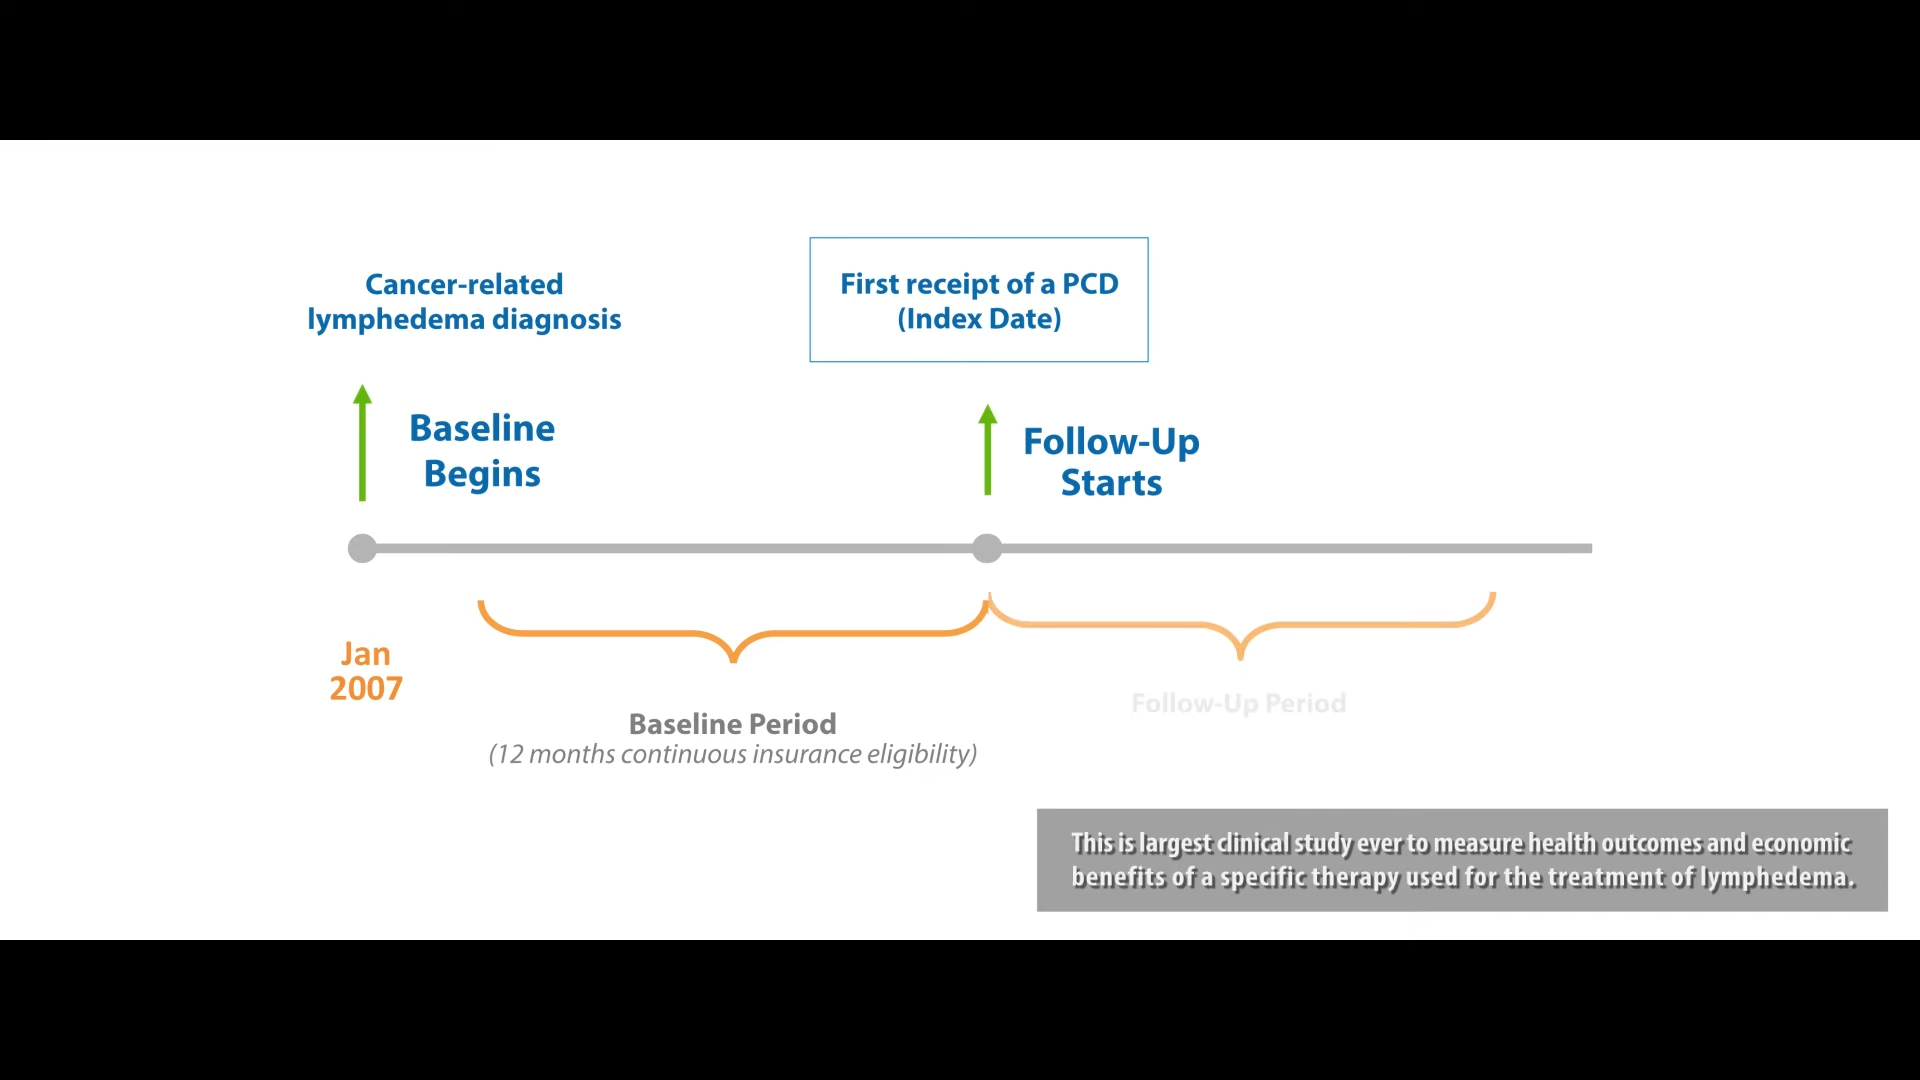 Cancer-related
lymphedema diagnosis
First receipt of a PCD
(Index Date)
Baseline
Begins
Follow-Up
Starts
Jan
2007
Baseline Period
(12 months continuous insurance eligibility)
Follow-Up Period
This is largest clinical study ever to measure health outcomes and economic
benefits of a specific therapy used for the treatment of lymphedema.